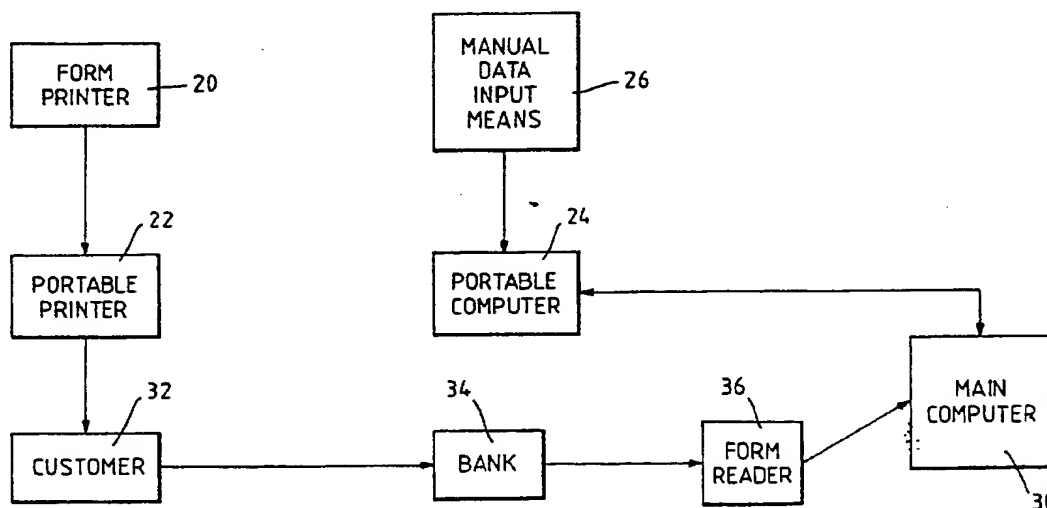 FORM
PRINTER
20
MANUAL
DATA
INPUT
MEANS
26
22
PORTABLE
PRINTER
24
PORTABLE
COMPUTER
32
CUSTOMER
34
BANK
36
FORM
READER
MAIN
COMPUTER